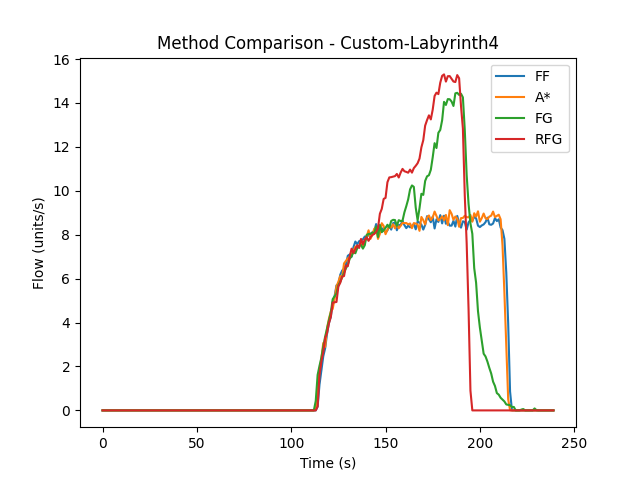 Method Comparison - Custom-Labyrinth4
Flow (units/s)
16
14
12
10
8
6
4
2
0
FF
A*
FG
RFG
0
50
100
150
200
250
Time (s)